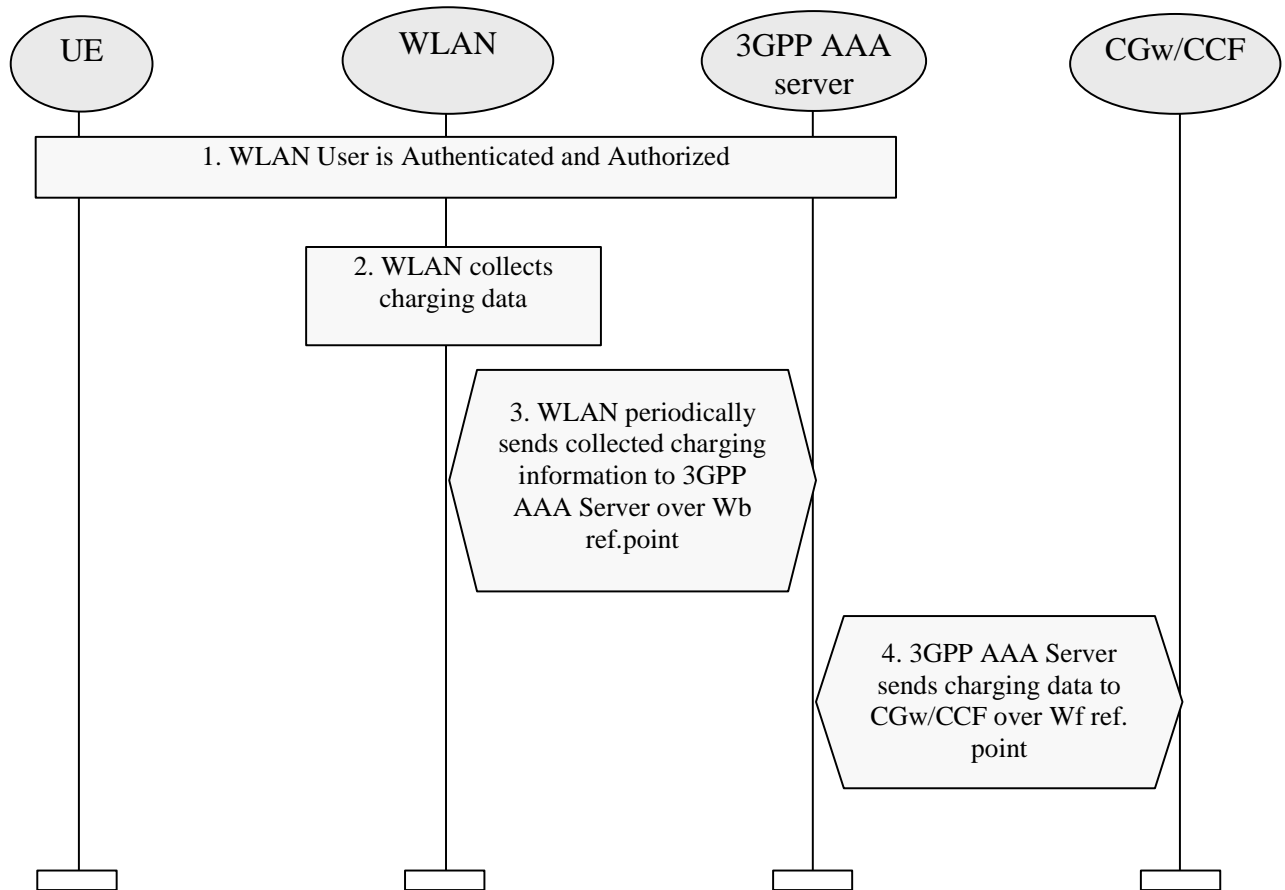 UE
WLAN
3GPP AAA
server
CGw/CCF
1. WLAN User is Authenticated and Authorized
2. WLAN collects
charging data
3. WLAN periodically
sends collected charging
information to 3GPP
AAA Server over Wb
ref.point
4. 3GPP AAA Server
sends charging data to
CGw/CCF over Wf ref.
point